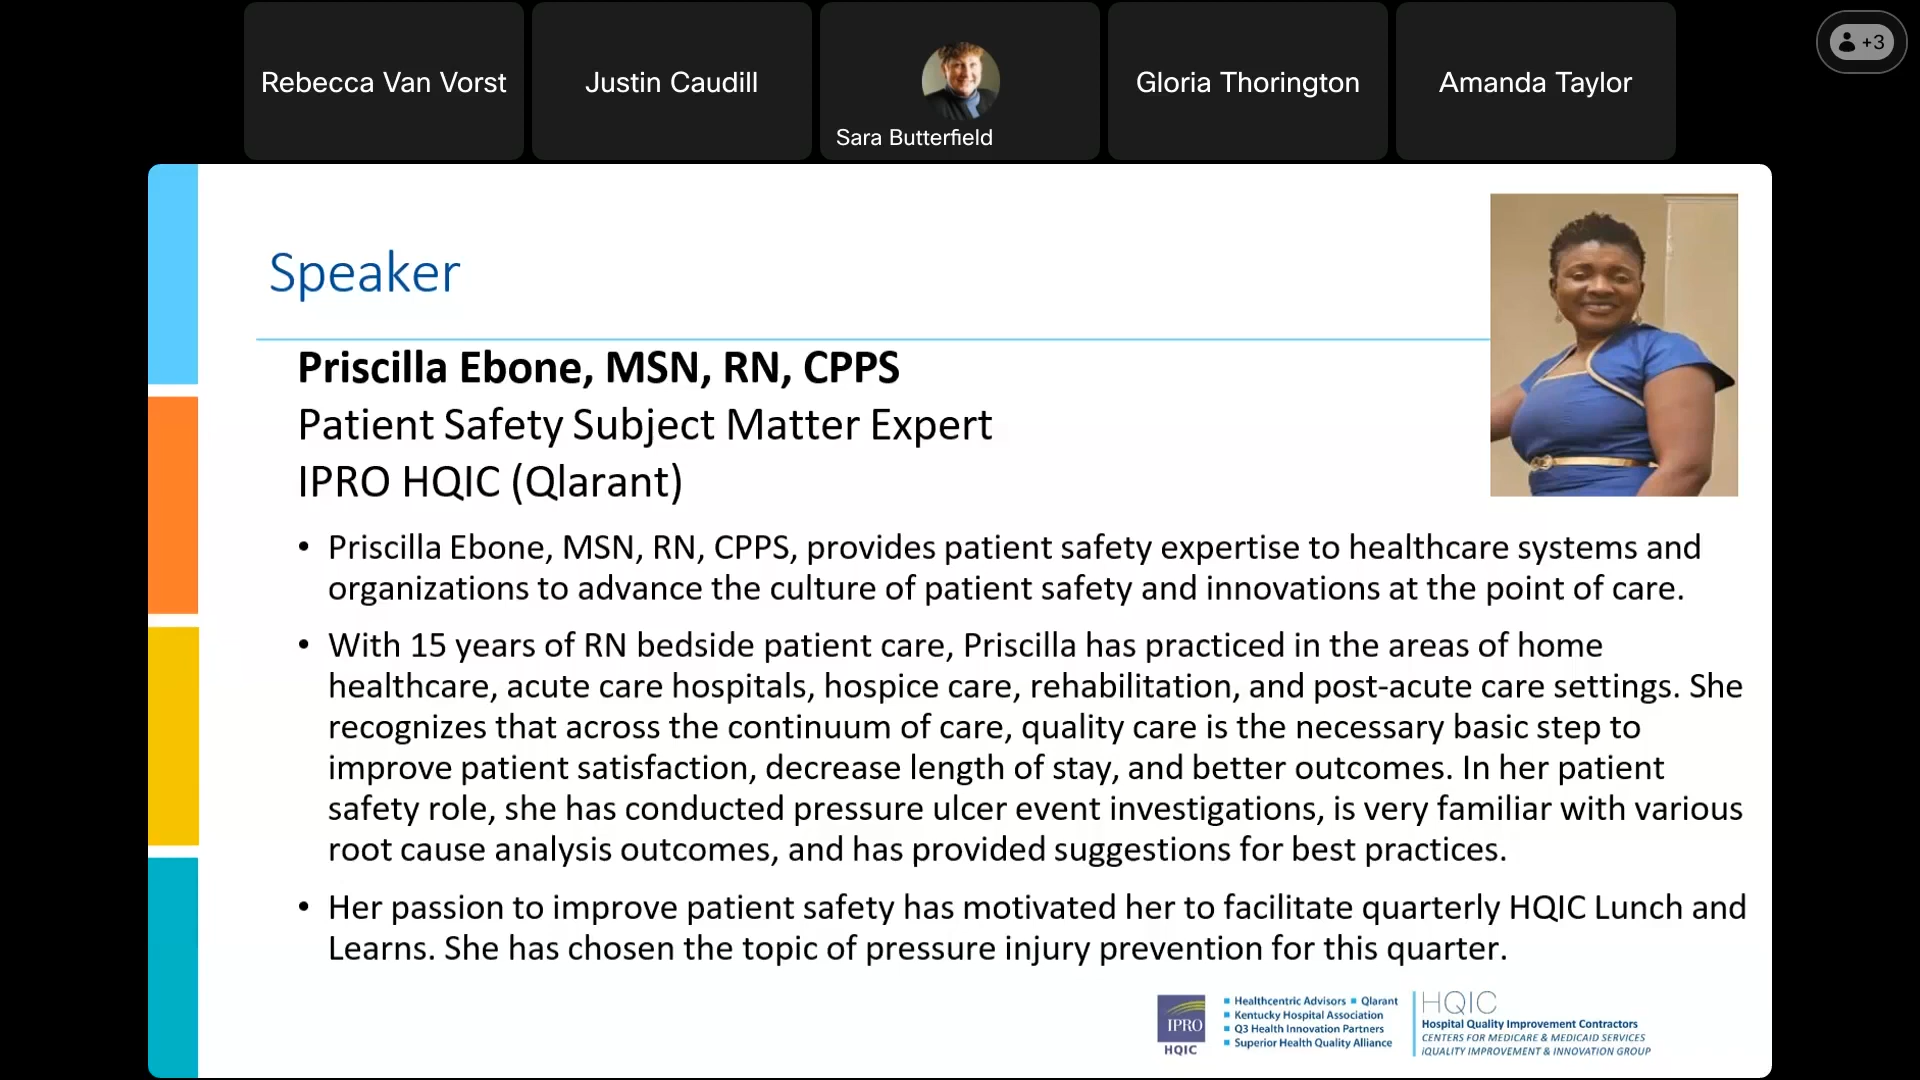 Rebecca Van Vorst
Justin Caudill
Sara Butterfield
Gloria Thorington
Amanda Taylor
+3
Speaker
Priscilla Ebone, MSN, RN, CPPS
Patient Safety Subject Matter Expert
IPRO HQIC (Qlarant)
• Priscilla Ebone, MSN, RN, CPPS, provides patient safety expertise to healthcare systems and
organizations to advance the culture of patient safety and innovations at the point of care.
• With 15 years of RN bedside patient care, Priscilla has practiced in the areas of home
healthcare, acute care hospitals, hospice care, rehabilitation, and post-acute care settings. She
recognizes that across the continuum of care, quality care is the necessary basic step to
improve patient satisfaction, decrease length of stay, and better outcomes. In her patient
safety role, she has conducted pressure ulcer event investigations, is very familiar with various
root cause analysis outcomes, and has provided suggestions for best practices.
• Her passion to improve patient safety has motivated her to facilitate quarterly HQIC Lunch and
Learns. She has chosen the topic of pressure injury prevention for this quarter.
IPRO
HQIC
▪ Healthcentric Advisors ▪ Qlarant
▪ Kentucky Hospital Association
▪ Q3 Health Innovation Partners
▪ Superior Health Quality Alliance
HQIC
Hospital Quality Improvement Contractors
CENTERS FOR MEDICARE & MEDICAID SERVICES
iQUALITY IMPROVEMENT & INNOVATION GROUP